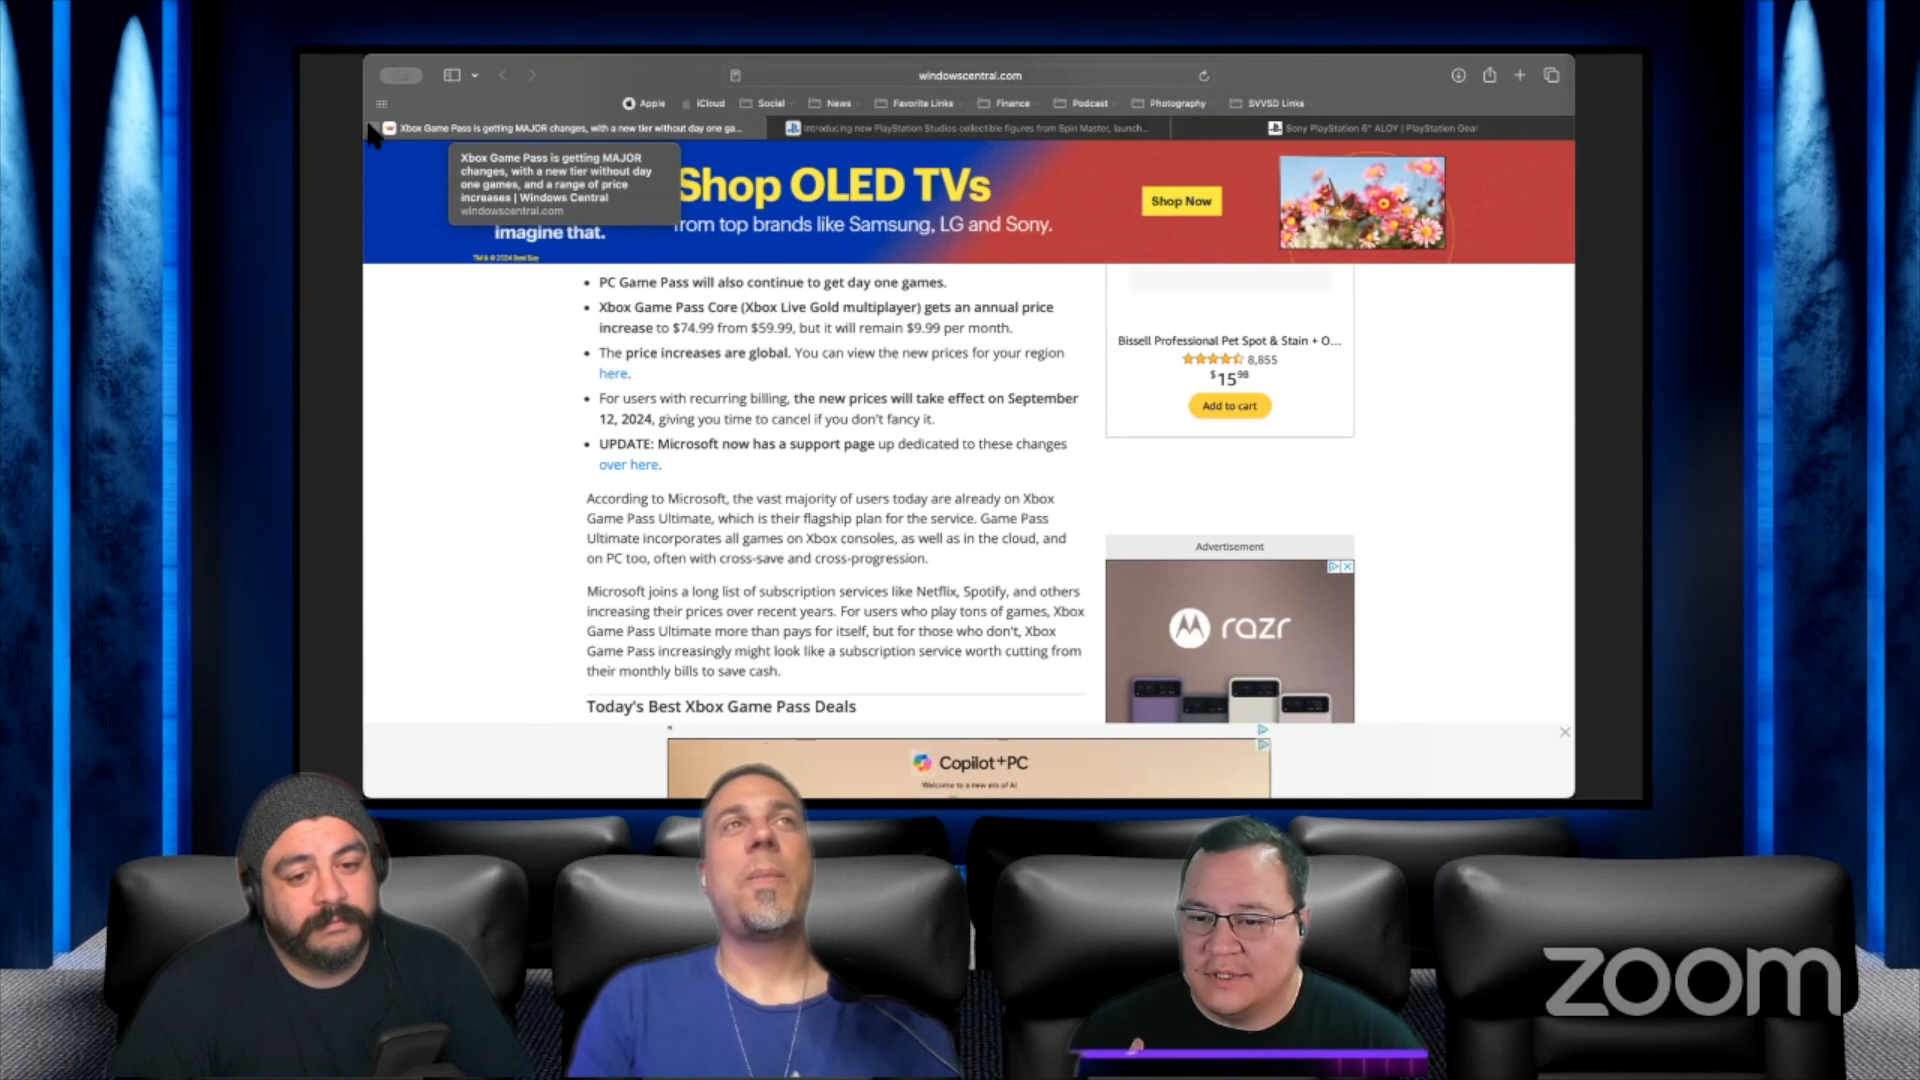 windowscentral.com
Apple
iCloud
Social
News
Favorite Links
Finance
Podcast
Photography
SVVSD Links
Xbox Game Pass is getting MAJOR changes, with a new tier without day one ga...
Introducing new PlayStation Studios collectible figures from Spin Master, launch...
Sony PlayStation 6" ALOY | PlayStation Gear
Xbox Game Pass is getting MAJOR
changes, with a new tier without day
one games, and a range of price
increases | Windows Central
windowscentral.com
imagine that.
TM & © 2024 Best Buy
Shop OLED TVs
from top brands like Samsung, LG and Sony.
Shop Now
• PC Game Pass will also continue to get day one games.
• Xbox Game Pass Core (Xbox Live Gold multiplayer) gets an annual price
increase to $74.99 from $59.99, but it will remain $9.99 per month.
• The price increases are global. You can view the new prices for your region
here.
• For users with recurring billing, the new prices will take effect on September
12, 2024, giving you time to cancel if you don't fancy it.
• UPDATE: Microsoft now has a support page up dedicated to these changes
over here.
According to Microsoft, the vast majority of users today are already on Xbox
Game Pass Ultimate, which is their flagship plan for the service. Game Pass
Ultimate incorporates all games on Xbox consoles, as well as in the cloud, and
on PC too, often with cross-save and cross-progression.
Microsoft joins a long list of subscription services like Netflix, Spotify, and others
increasing their prices over recent years. For users who play tons of games, Xbox
Game Pass Ultimate more than pays for itself, but for those who don't, Xbox
Game Pass increasingly might look like a subscription service worth cutting from
their monthly bills to save cash.
Today's Best Xbox Game Pass Deals
Bissell Professional Pet Spot & Stain + O...
8,855
$15 98
Add to cart
Advertisement
razr
Copilot+PC
Welcome to a new era of AI
zoom